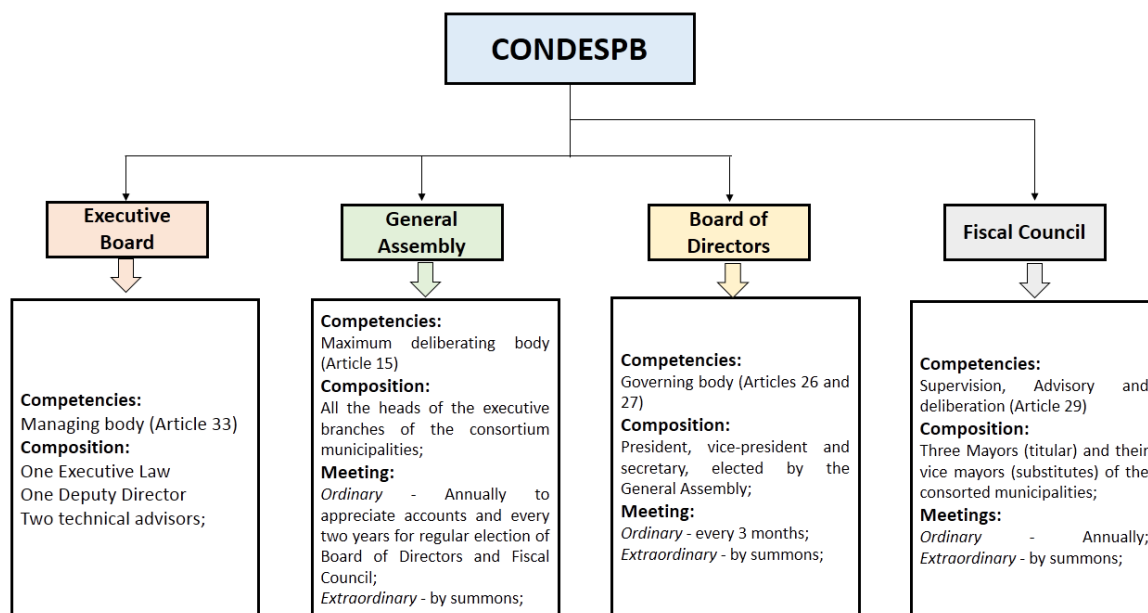 CONDESPB
Executive
Board
General
Assembly
Board of
Directors
Fiscal Council
Competencies:
Managing body (Article 33)
Composition:
One Executive Law
One Deputy Director
Two technical advisors;
Competencies:
Maximum deliberating body
(Article 15)
Composition:
All the heads of the executive
branches of the consortium
municipalities;
Meeting:
Ordinary - Annually to
appreciate accounts and every
two years for regular election of
Board of Directors and Fiscal
Council;
Extraordinary - by summons;
Competencies:
Governing body (Articles 26 and
27)
Composition:
President, vice-president and
secretary, elected by the
General Assembly;
Meeting:
Ordinary - every 3 months;
Extraordinary - by summons;
Competencies:
Supervision, Advisory and
deliberation (Article 29)
Composition:
Three Mayors (titular) and their
vice mayors (substitutes) of the
consorted municipalities;
Meetings:
Ordinary - Annually;
Extraordinary - by summons;